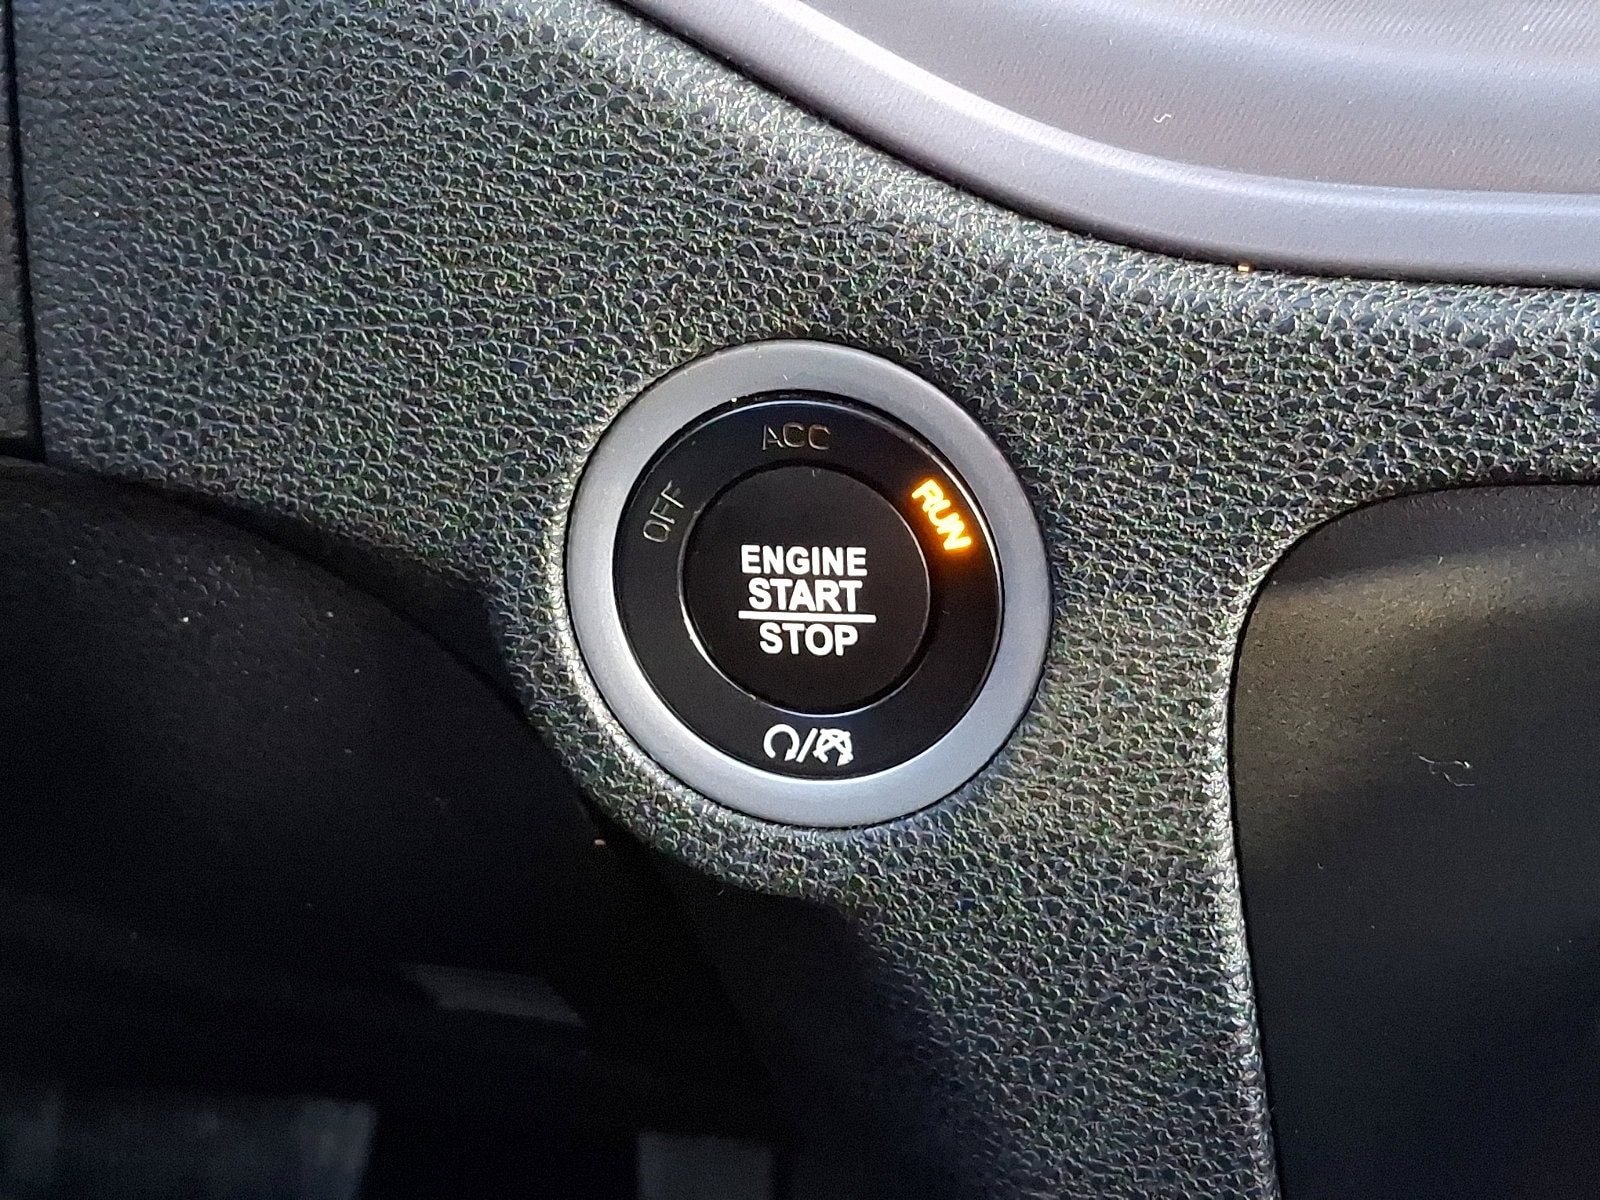 ACC
OFF
RUN
ENGINE
START
STOP